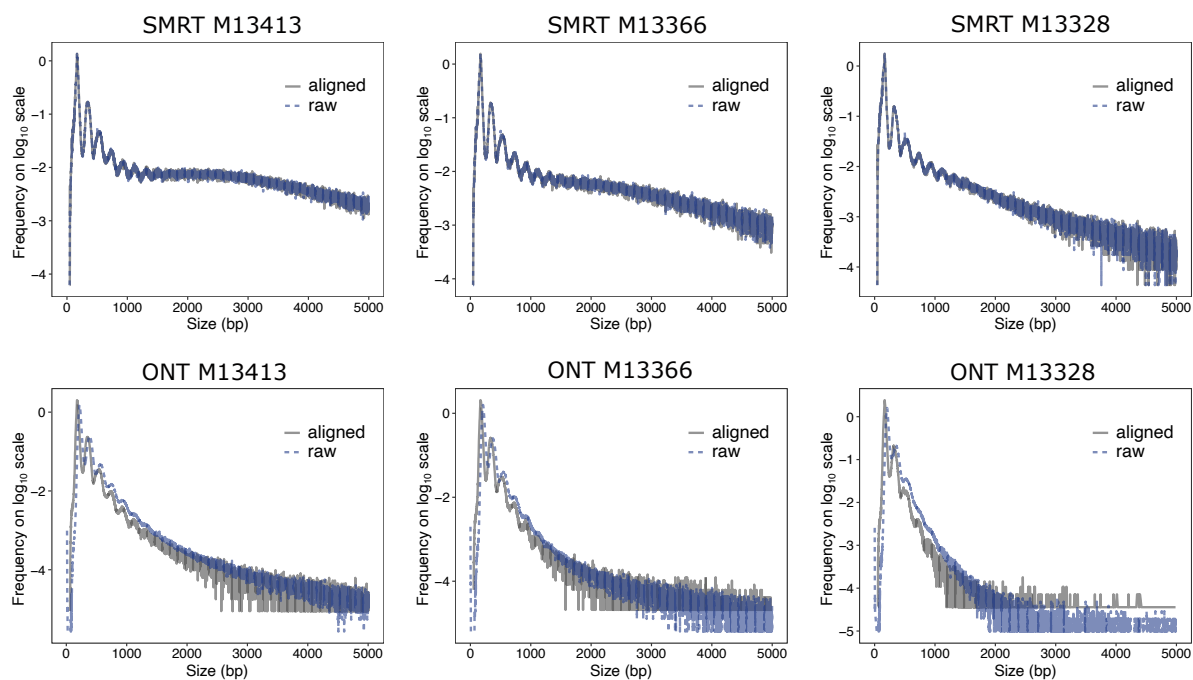 SMRT M13413
Frequency on log₁₀ scale
0
−1
−2
−3
−4
aligned
raw
0 1000 2000 3000 4000 5000
Size (bp)
SMRT M13366
Frequency on log₁₀ scale
0
−1
−2
−3
−4
aligned
raw
0 1000 2000 3000 4000 5000
Size (bp)
SMRT M13328
Frequency on log₁₀ scale
0
−1
−2
−3
−4
aligned
raw
0 1000 2000 3000 4000 5000
Size (bp)
ONT M13413
Frequency on log₁₀ scale
0
−2
−4
aligned
raw
0 1000 2000 3000 4000 5000
Size (bp)
ONT M13366
Frequency on log₁₀ scale
0
−2
−4
aligned
raw
0 1000 2000 3000 4000 5000
Size (bp)
ONT M13328
Frequency on log₁₀ scale
0
−1
−2
−3
−4
−5
aligned
raw
0 1000 2000 3000 4000 5000
Size (bp)